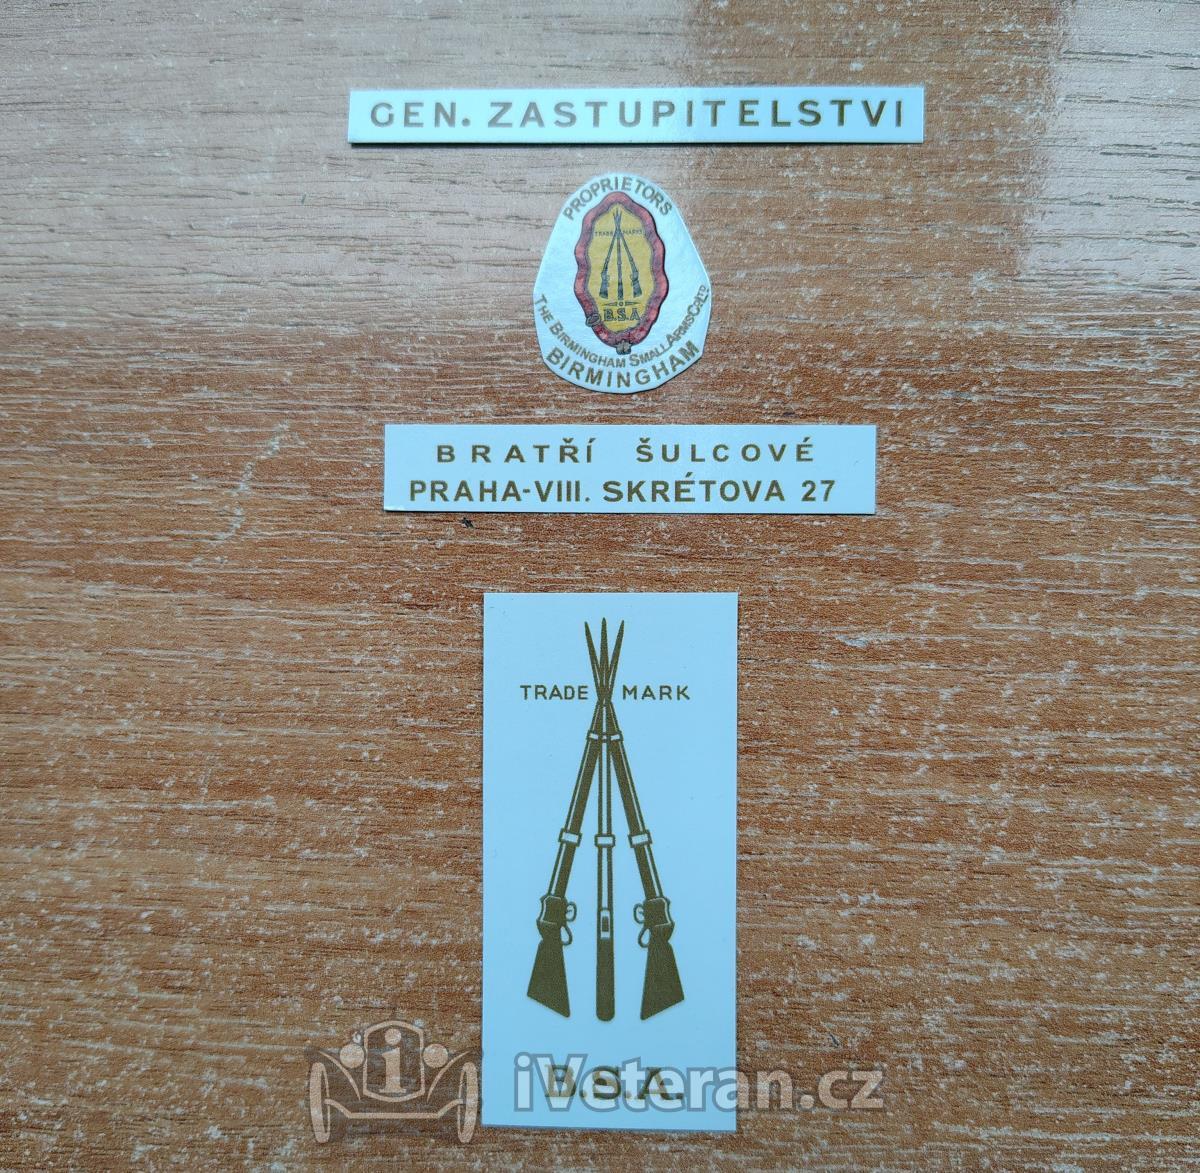 GEN. ZASTUPITELSTVI
PROPRIETORS
TRADE MARKS
B.S.A
THE BIRMINGHAM SMALL ARMS CO LTD
BIRMINGHAM
BRATŘÍ ŠULCOVÉ
PRAHA-VIII. SKRÉTOVA 27
TRADE MARK
B.S.A.
iVeteran.cz